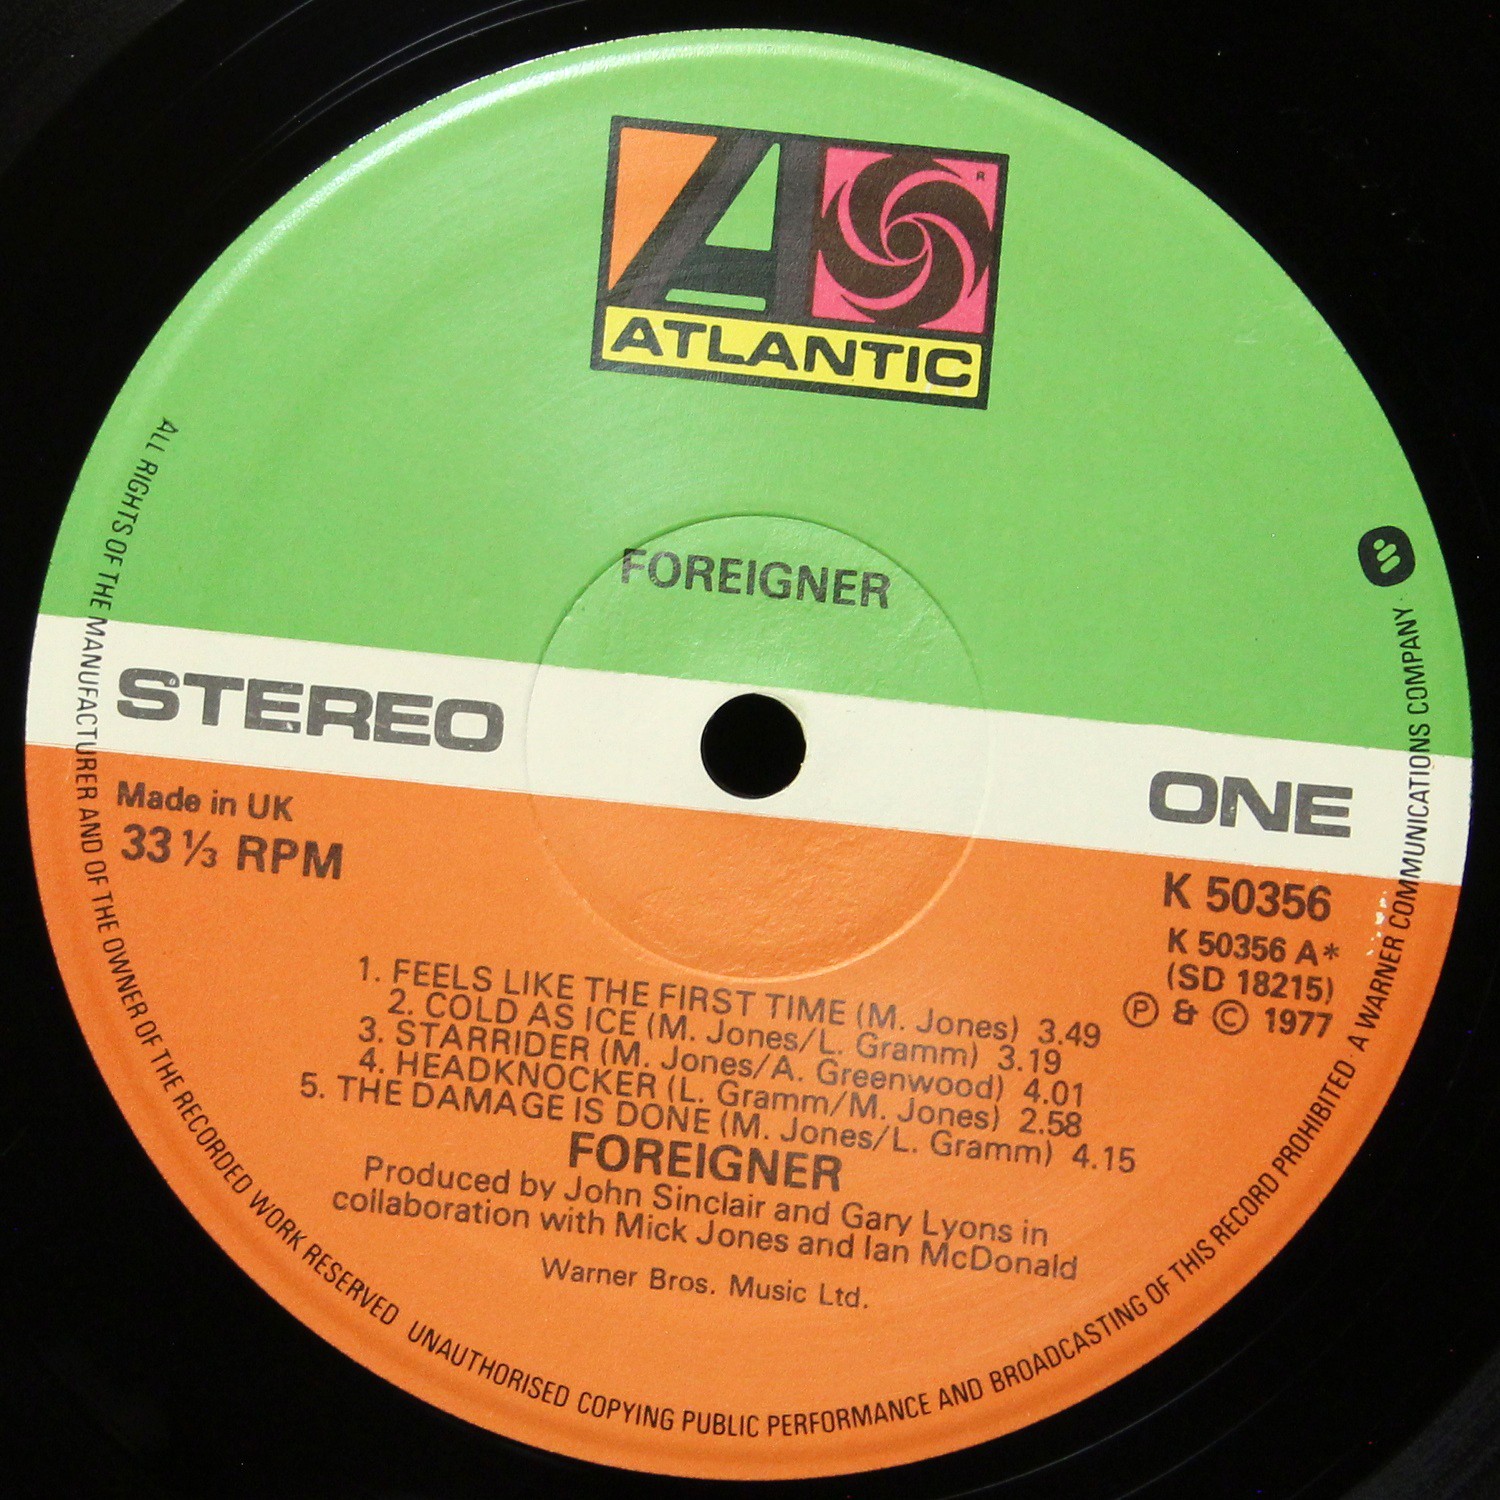 R
ATLANTIC
FOREIGNER
STEREO
ONE
Made in UK
33 ⅓ RPM
K 50356
K 50356 A*
(SD 18215)
Ⓟ & © 1977
1. FEELS LIKE THE FIRST TIME (M. Jones) 3.49
2. COLD AS ICE (M. Jones/L. Gramm) 3.19
3. STARRIDER (M. Jones/A. Greenwood) 4.01
4. HEADKNOCKER (L. Gramm/M. Jones) 2.58
5. THE DAMAGE IS DONE (M. Jones/L. Gramm) 4.15
FOREIGNER
Produced by John Sinclair and Gary Lyons in
collaboration with Mick Jones and Ian McDonald
Warner Bros. Music Ltd.
ALL RIGHTS OF THE MANUFACTURER AND OF THE OWNER OF THE RECORDED WORK RESERVED UNAUTHORISED COPYING PUBLIC PERFORMANCE AND BROADCASTING OF THIS RECORD PROHIBITED · A WARNER COMMUNICATIONS COMPANY ·